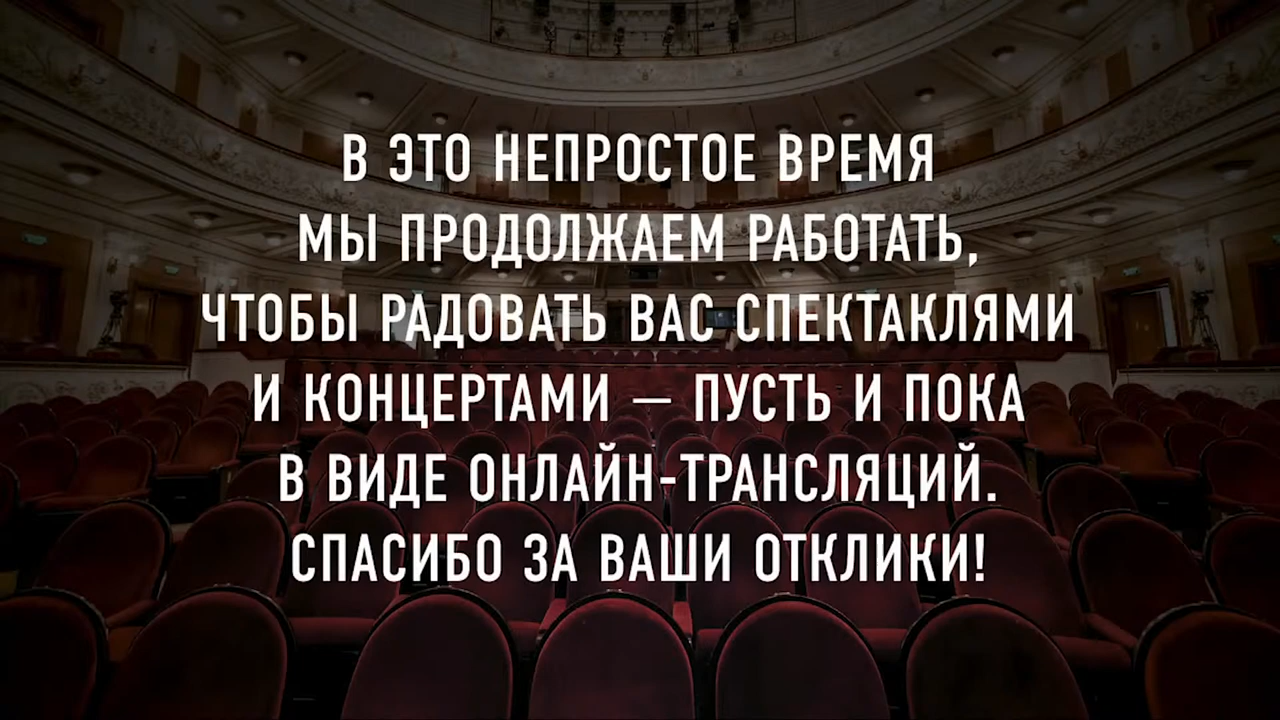 В ЭТО НЕПРОСТОЕ ВРЕМЯ
МЫ ПРОДОЛЖАЕМ РАБОТАТЬ,
ЧТОБЫ РАДОВАТЬ ВАС СПЕКТАКЛЯМИ
И КОНЦЕРТАМИ — ПУСТЬ И ПОКА
В ВИДЕ ОНЛАЙН-ТРАНСЛЯЦИЙ.
СПАСИБО ЗА ВАШИ ОТКЛИКИ!